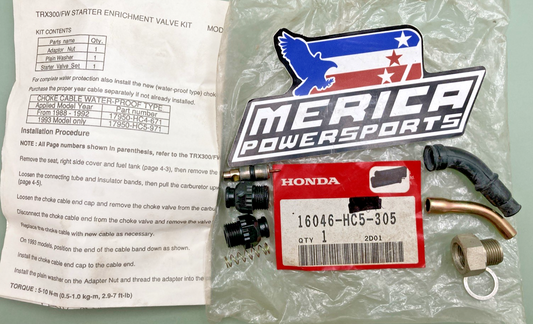 TRX300/FW STARTER ENRICHMENT VALVE KIT
KIT CONTENTS
Parts name Qty.
Adaptor Nut 1
Plain Washer 1
Starter Valve Set 1
For complete water protection also install the new (water-proof type) choke
Purchase the proper year cable separately if not already installed.
CHOKE CABLE WATER-PROOF TYPE
Applied Model Year Part Number
From 1988 - 1992
1993 Model only 17950-HC5-971
Installation Procedure
NOTE : All Page numbers shown in parenthesis, refer to the TRX300/FW
Remove the seat, right side cover and fuel tank (page 4-3), then remove the
Loosen the connecting tube and Insulator bands, then pull the carburetor
(page 4-5).
Loosen the choke cable end cap and remove the choke valve from the
Disconnect the choke cable end from the choke valve and remove the
Replace the choke cable with new cable as necessary.
On 1993 models, position the end of the cable band down as shown.
Install the choke cable end cap to the cable end.
Install the plain washer on the Adaptor Nut and thread the adapter into the
TORQUE : 5-10 N-m (0.5-1.0 kg-m, 2.9-7 ft-lb)
MERICA
POWERSPORTS
HONDA
16046-HC5-305
QTY 1 2D01